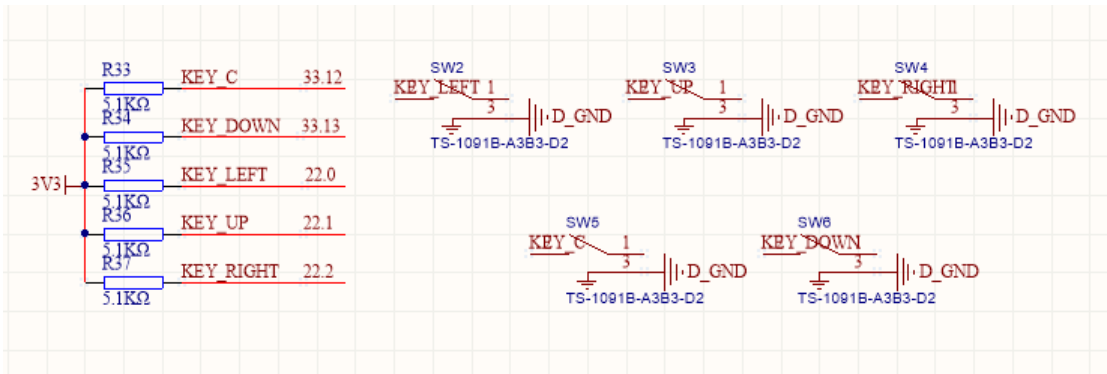 R33 KEY_C 33.12
5.1KΩ
R34 KEY_DOWN 33.13
5.1KΩ
R35 KEY_LEFT 22.0
5.1KΩ
3V3
R36 KEY_UP 22.1
5.1KΩ
R37 KEY_RIGHT 22.2
5.1KΩ
SW2
KEY_LEFT 1
3
D_GND
TS-1091B-A3B3-D2
SW3
KEY_UP 1
3
D_GND
TS-1091B-A3B3-D2
SW4
KEY_RIGHT 1
3
D_GND
TS-1091B-A3B3-D2
SW5
KEY_C 1
3
D_GND
TS-1091B-A3B3-D2
SW6
KEY_DOWN
3
D_GND
TS-1091B-A3B3-D2